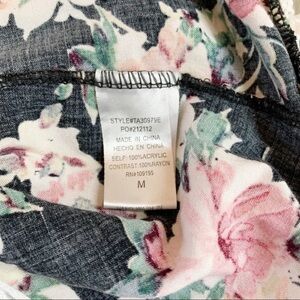 STYLE#TA30979E
PO#212112
MADE IN CHINA
HECHO EN CHINA
SELF: 100%ACRYLIC
CONTRAST:100%RAYON
RN#109195
M